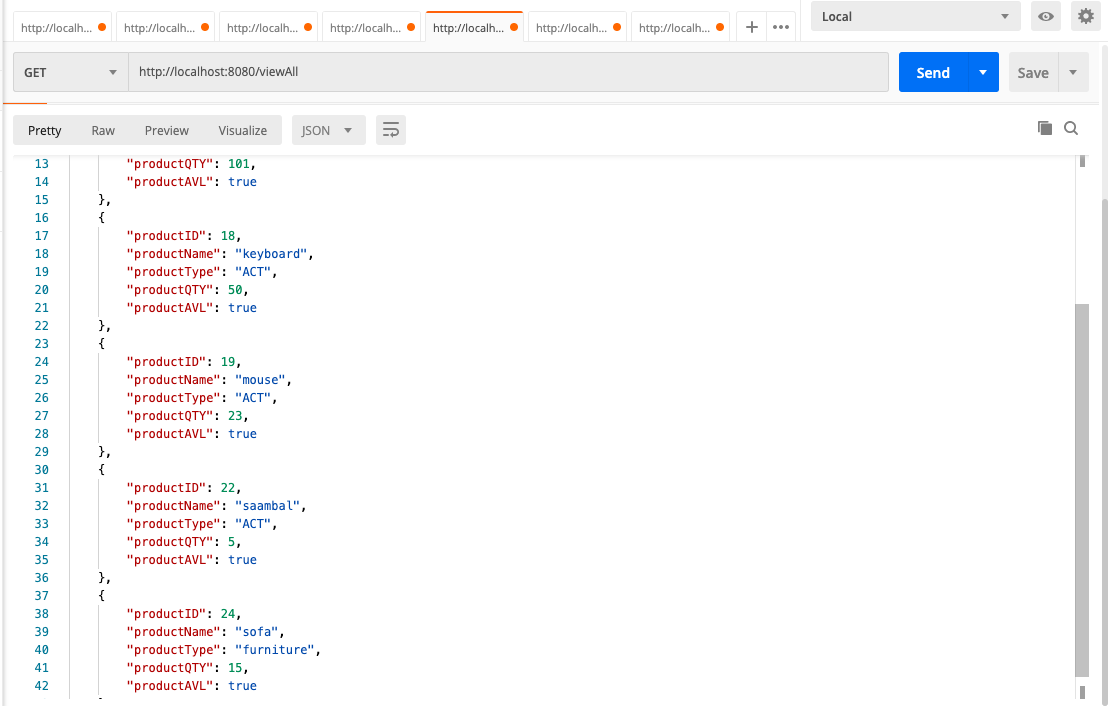 http://localh... http://localh... http://localh... http://localh... http://localh... http://localh... http://localh... + ••• Local
GET http://localhost:8080/viewAll Send Save
Pretty Raw Preview Visualize JSON
13 "productQTY": 101,
14 "productAVL": true
15 },
16 {
17 "productID": 18,
18 "productName": "keyboard",
19 "productType": "ACT",
20 "productQTY": 50,
21 "productAVL": true
22 },
23 {
24 "productID": 19,
25 "productName": "mouse",
26 "productType": "ACT",
27 "productQTY": 23,
28 "productAVL": true
29 },
30 {
31 "productID": 22,
32 "productName": "saambal",
33 "productType": "ACT",
34 "productQTY": 5,
35 "productAVL": true
36 },
37 {
38 "productID": 24,
39 "productName": "sofa",
40 "productType": "furniture",
41 "productQTY": 15,
42 "productAVL": true